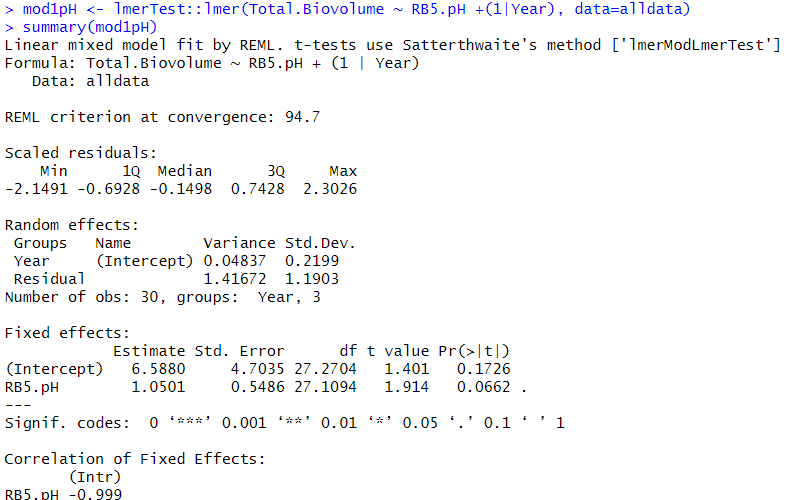 > mod1pH <- lmerTest::lmer(Total.Biovolume ~ RB5.pH +(1|Year), data=alldata)
> summary(mod1pH)
Linear mixed model fit by REML. t-tests use Satterthwaite's method ['lmerModLmerTest']
Formula: Total.Biovolume ~ RB5.pH + (1 | Year)
   Data: alldata

REML criterion at convergence: 94.7

Scaled residuals:
    Min      1Q  Median      3Q     Max
-2.1491 -0.6928 -0.1498  0.7428  2.3026

Random effects:
 Groups   Name        Variance Std.Dev.
 Year     (Intercept) 0.04837  0.2199
 Residual             1.41672  1.1903
Number of obs: 30, groups:  Year, 3

Fixed effects:
            Estimate Std. Error      df t value Pr(>|t|)
(Intercept)   6.5880     4.7035 27.2704   1.401   0.1726
RB5.pH        1.0501     0.5486 27.1094   1.914   0.0662 .
---
Signif. codes:  0 ‘***’ 0.001 ‘**’ 0.01 ‘*’ 0.05 ‘.’ 0.1 ‘ ’ 1

Correlation of Fixed Effects:
       (Intr)
RB5.pH -0.999